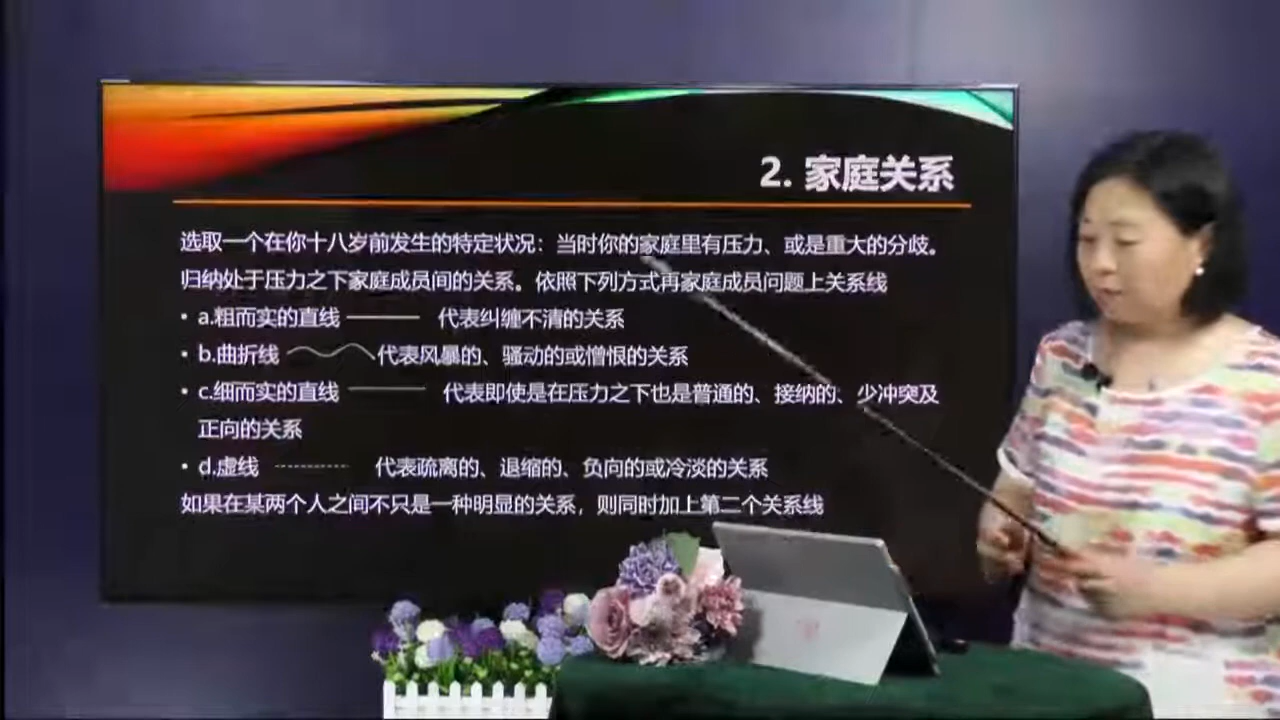 2. 家庭关系
选取一个在你十八岁前发生的特定状况：当时你的家庭里有压力、或是重大的分歧。
归纳处于压力之下家庭成员间的关系。依照下列方式再家庭成员问题上关系线
• a.粗而实的直线 代表纠缠不清的关系
• b.曲折线 代表风暴的、骚动的或憎恨的关系
• c.细而实的直线 代表即使是在压力之下也是普通的、接纳的、少冲突及
正向的关系
• d.虚线 代表疏离的、退缩的、负向的或冷淡的关系
如果在某两个人之间不只是一种明显的关系，则同时加上第二个关系线